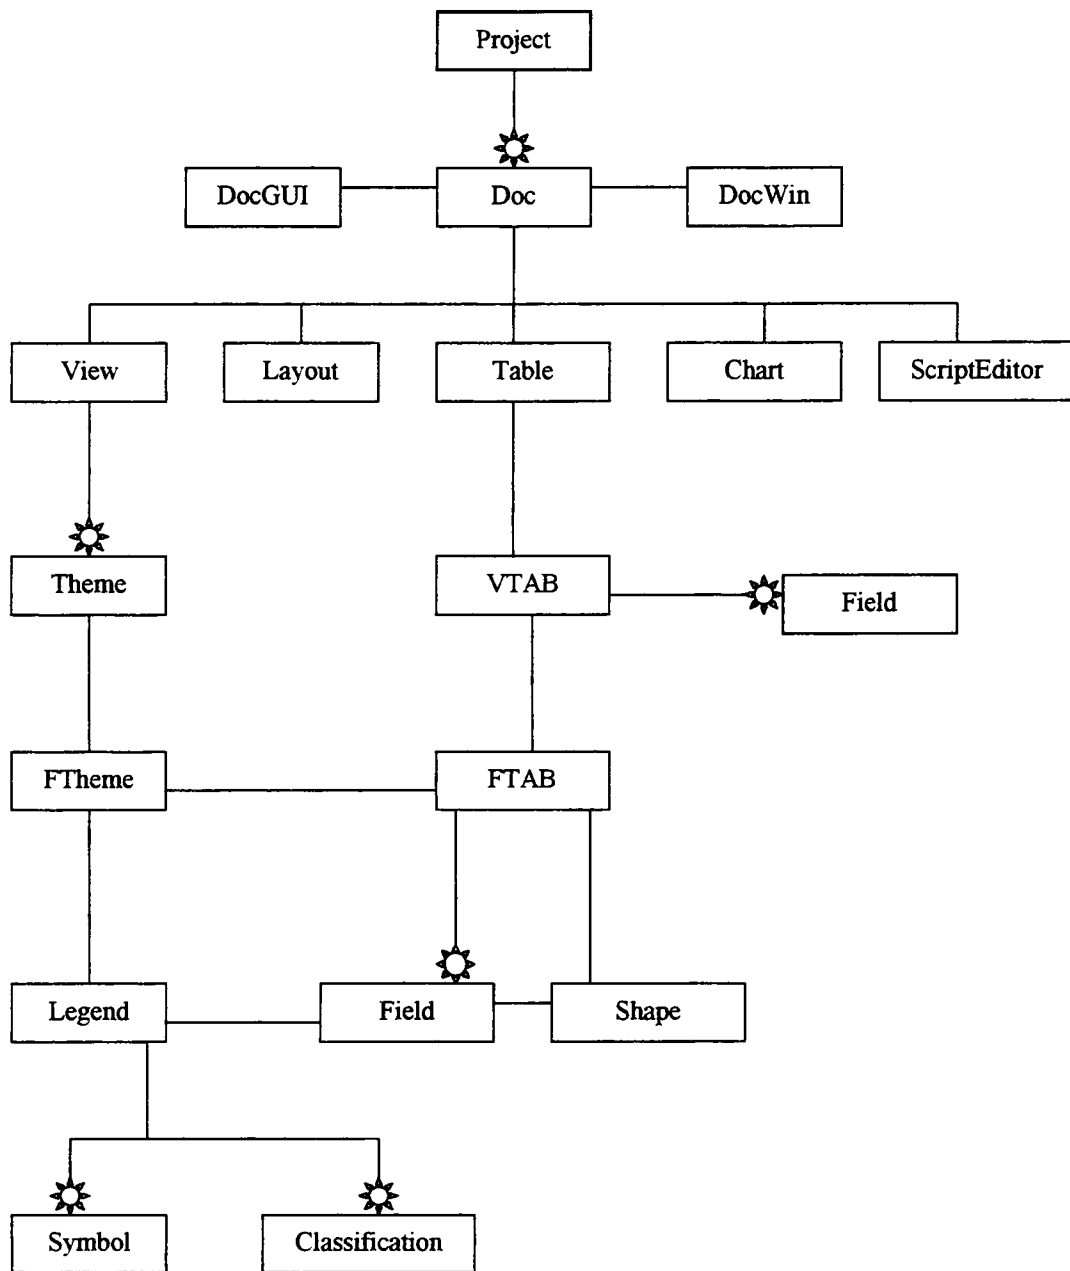 Project
DocGUI
Doc
DocWin
View
Layout
Table
Chart
ScriptEditor
Theme
VTAB
Field
FTheme
FTAB
Legend
Field
Shape
Symbol
Classification